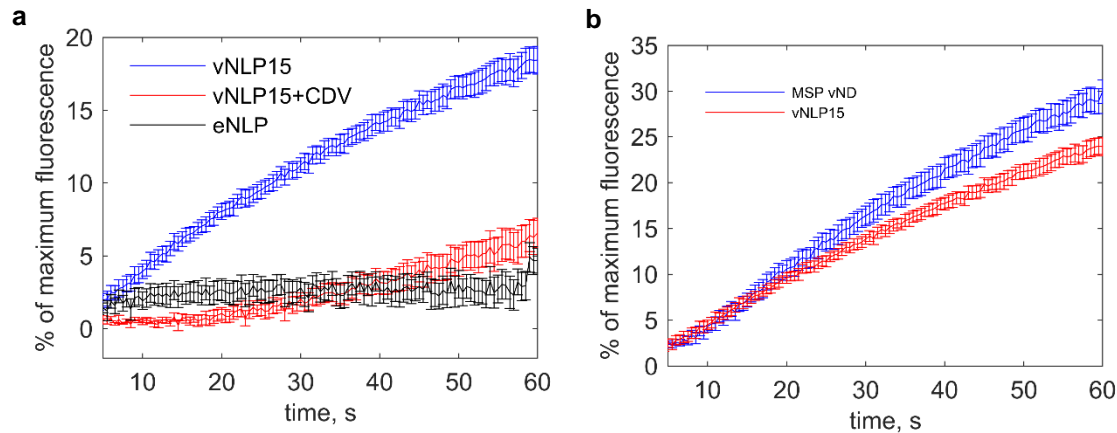 a
% of maximum fluorescence
20
15
10
5
0
vNLP15
vNLP15+CDV
eNLP
10 20 30 40 50 60
time, s
b
% of maximum fluorescence
35
30
25
20
15
10
5
0
MSP vND
vNLP15
10 20 30 40 50 60
time, s